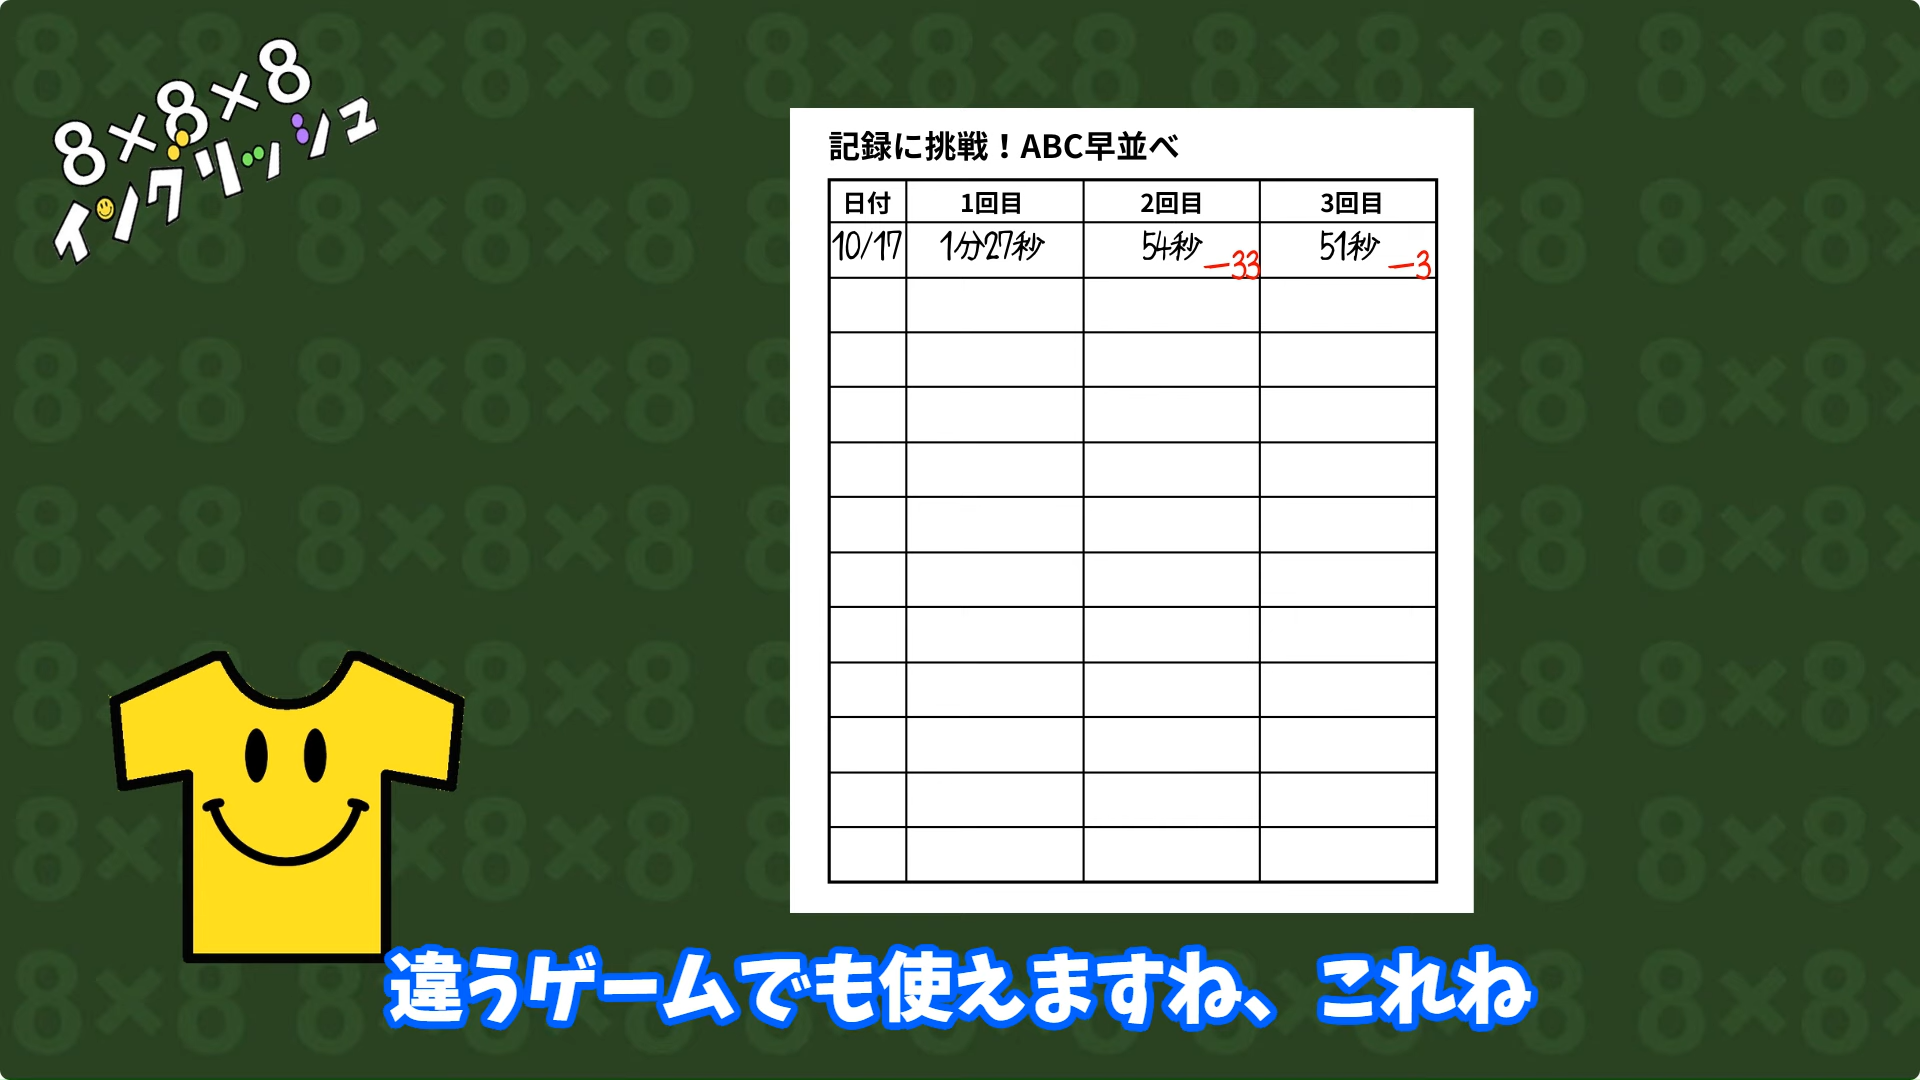 8×8×8
イングリッシュ
記録に挑戦！ABC早並べ
日付 1回目 2回目 3回目
10/17 1分27秒 54秒 -33 51秒 -3
違うゲームでも使えますね、これね